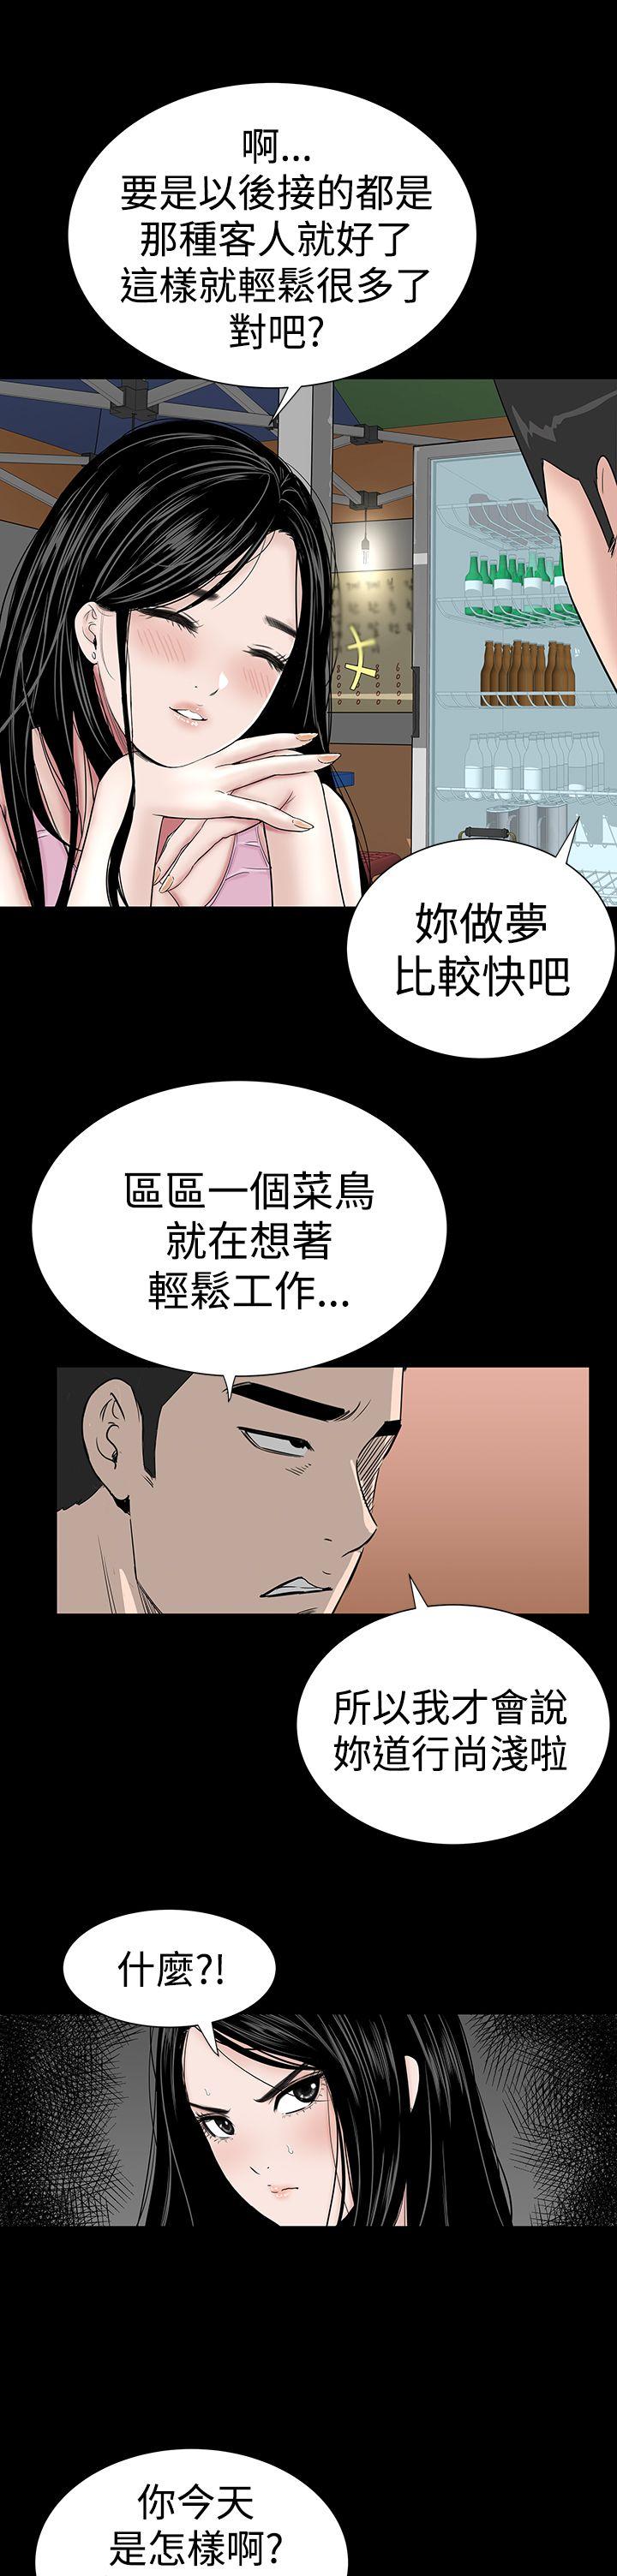 啊...
要是以後接的都是
那種客人就好了
這樣就輕鬆很多了
對吧?
妳做夢
比較快吧
區區一個菜鳥
就在想著
輕鬆工作...
所以我才會說
妳道行尚淺啦
什麼?!
你今天
是怎樣啊?